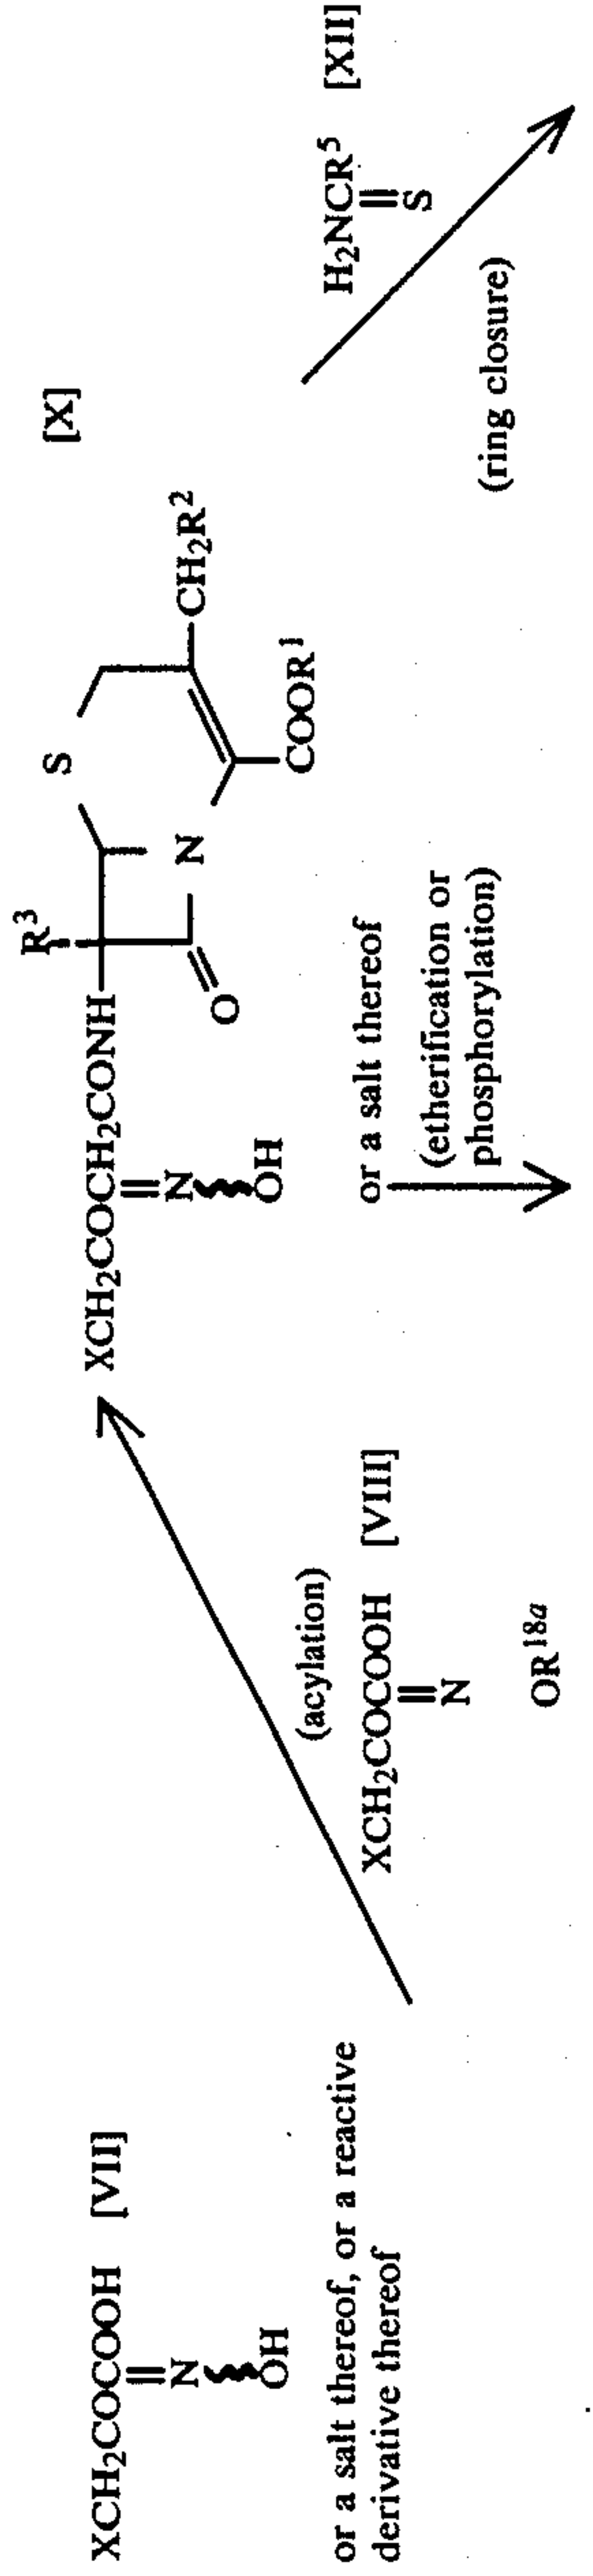 [X]
R³
S
XCH₂COCH₂CONH
CH₂R²
N
N
O
COOR¹
OH
XCH₂COCOOH [VII]
N
OH
or a salt thereof, or a reactive
derivative thereof
(acylation)
XCH₂COCOOH [VIII]
N
OR¹⁸ᵃ
or a salt thereof
(etherification or
phosphorylation)
H₂NCR⁵ [XII]
S
(ring closure)